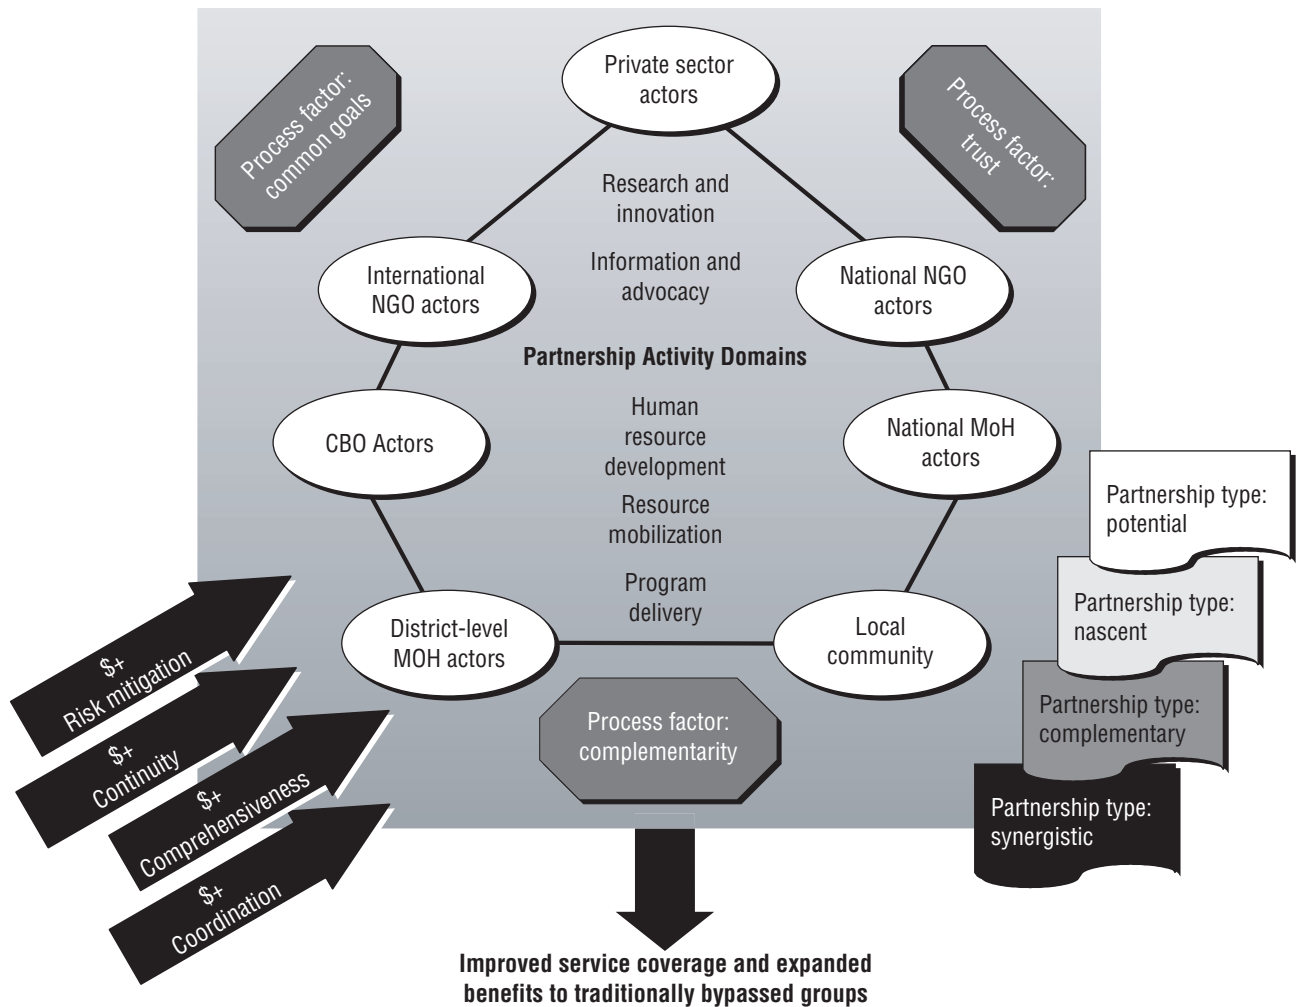 Private sector
actors
Process factor:
common goals
Process factor:
trust
Research and
innovation
International
NGO actors
Information and
advocacy
National NGO
actors
Partnership Activity Domains
CBO Actors
Human
resource
development
National MoH
actors
Resource
mobilization
Program
delivery
District-level
MOH actors
Local
community
Process factor:
complementarity
$+
Risk mitigation
$+
Continuity
$+
Comprehensiveness
$+
Coordination
Partnership type:
potential
Partnership type:
nascent
Partnership type:
complementary
Partnership type:
synergistic
Improved service coverage and expanded
benefits to traditionally bypassed groups